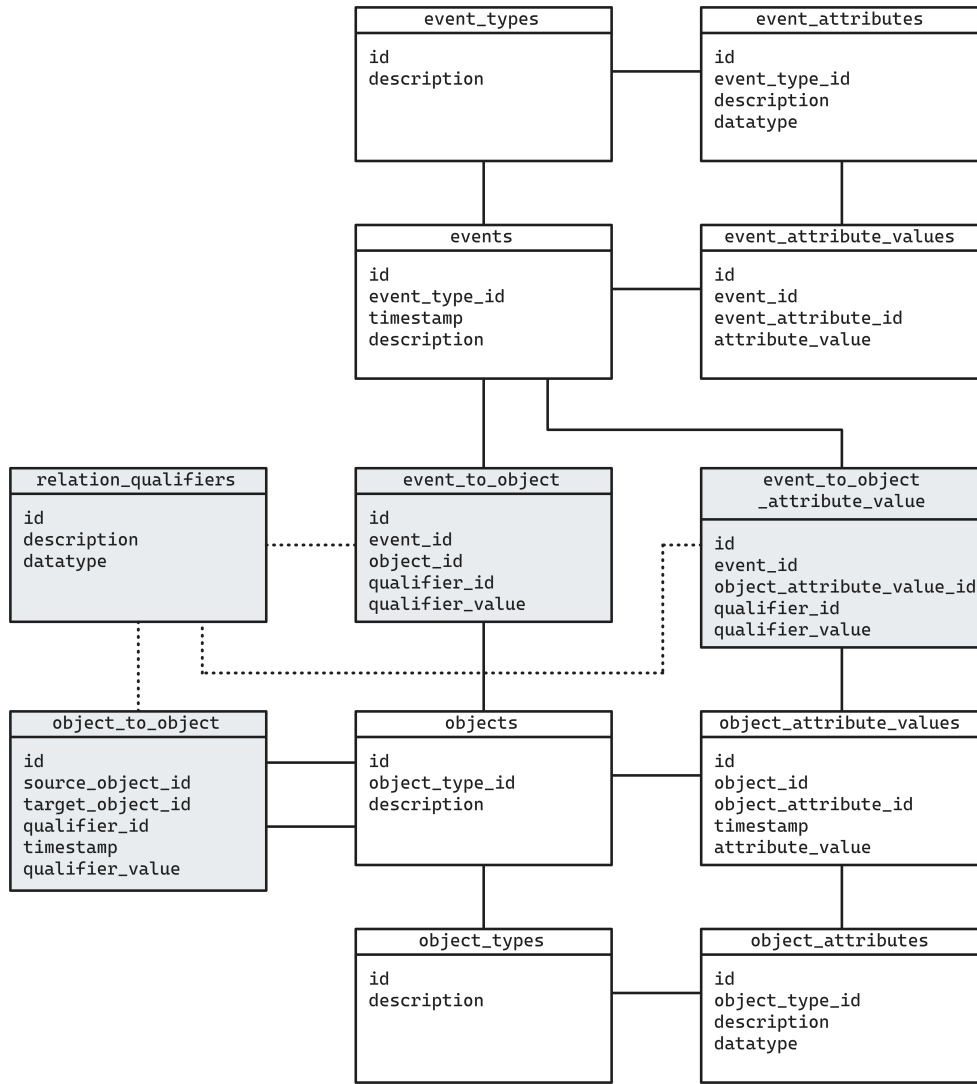 event_types
id
description
event_attributes
id
event_type_id
description
datatype
events
id
event_type_id
timestamp
description
event_attribute_values
id
event_id
event_attribute_id
attribute_value
relation_qualifiers
id
description
datatype
event_to_object
id
event_id
object_id
qualifier_id
qualifier_value
event_to_object
_attribute_value
id
event_id
object_attribute_value_id
qualifier_id
qualifier_value
object_to_object
id
source_object_id
target_object_id
qualifier_id
timestamp
qualifier_value
objects
id
object_type_id
description
object_attribute_values
id
object_id
object_attribute_id
timestamp
attribute_value
object_types
id
description
object_attributes
id
object_type_id
description
datatype